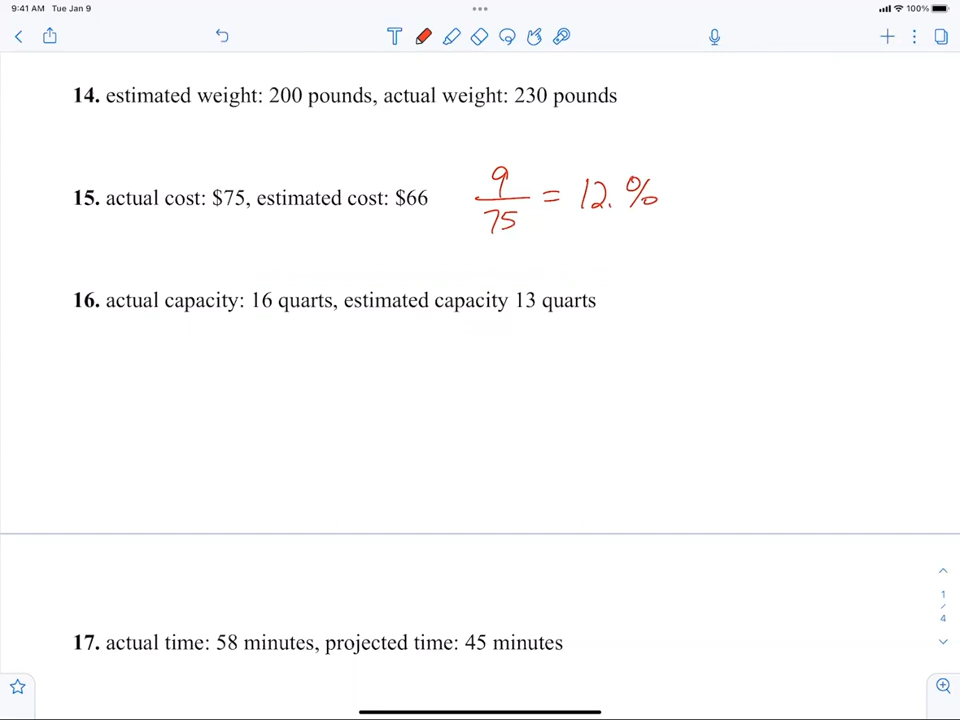 9:41 AM Tue Jan 9
100%
14. estimated weight: 200 pounds, actual weight: 230 pounds
15. actual cost: $75, estimated cost: $66
9/75 = 12.%
16. actual capacity: 16 quarts, estimated capacity 13 quarts
1
/
4
17. actual time: 58 minutes, projected time: 45 minutes